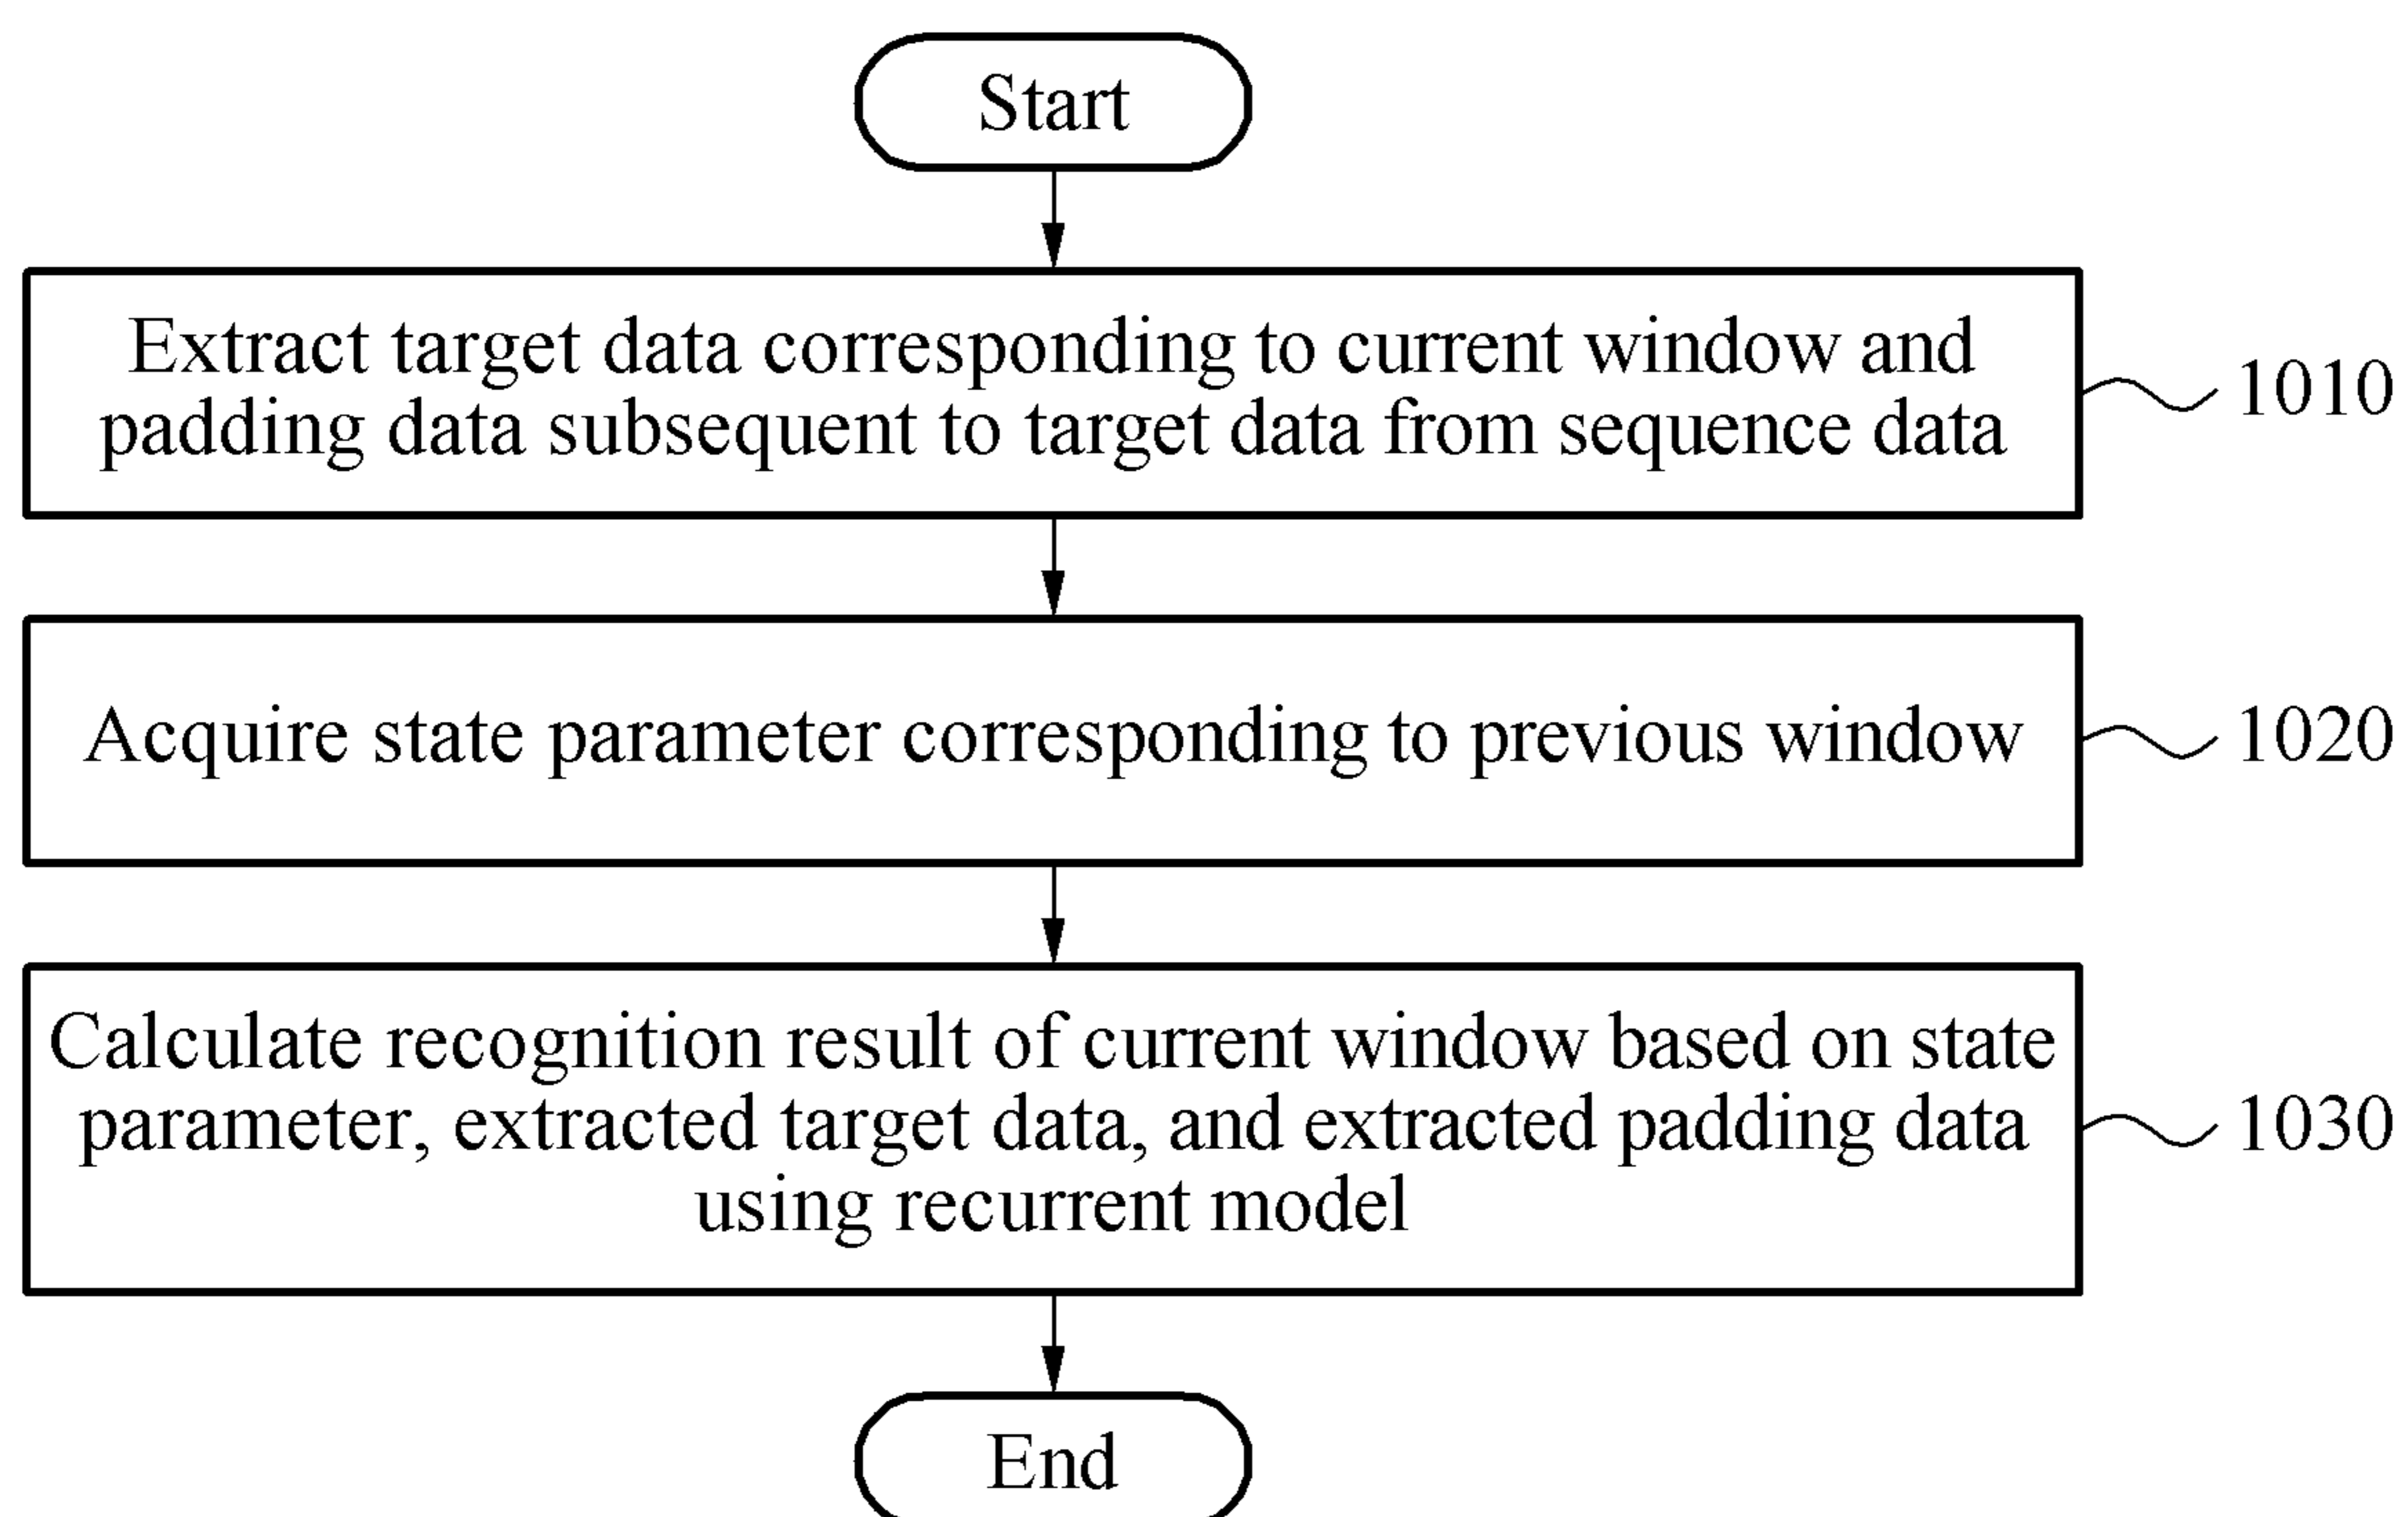 Start
Extract target data corresponding to current window and
padding data subsequent to target data from sequence data
1010
Acquire state parameter corresponding to previous window
1020
Calculate recognition result of current window based on state
parameter, extracted target data, and extracted padding data
using recurrent model
1030
End